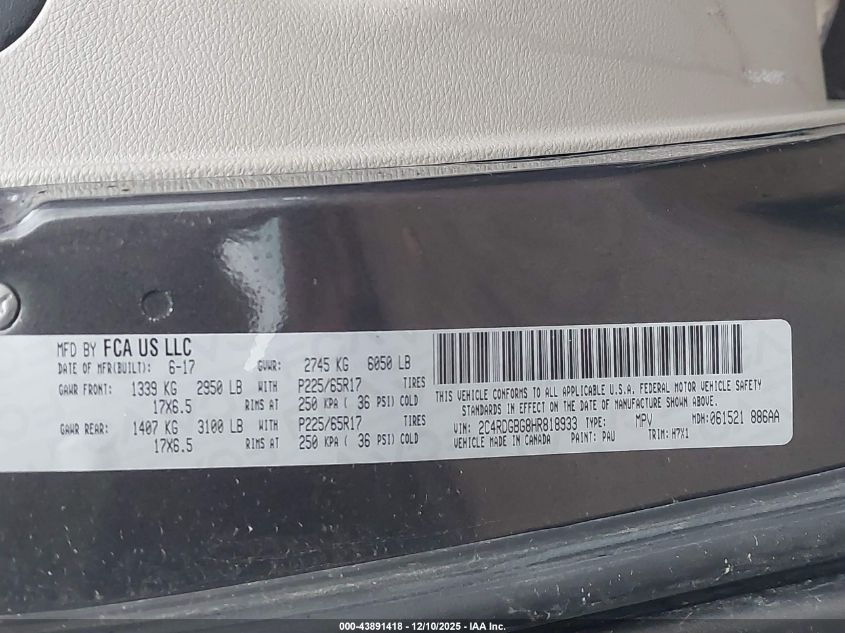 MFD BY FCA US LLC
DATE OF MFR(BUILT): 6-17 GVWR: 2745 KG 6050 LB
GAWR FRONT: 1339 KG 2950 LB WITH P225/65R17 TIRES
17X6.5 RIMS AT 250 KPA ( 36 PSI) COLD
GAWR REAR: 1407 KG 3100 LB WITH P225/65R17 TIRES
17X6.5 RIMS AT 250 KPA ( 36 PSI) COLD
THIS VEHICLE CONFORMS TO ALL APPLICABLE U.S.A. FEDERAL MOTOR VEHICLE SAFETY
STANDARDS IN EFFECT ON THE DATE OF MANUFACTURE SHOWN ABOVE.
VIN: 2C4RDGBG8HR818933 TYPE: MPV MDH: 061521 886AA
VEHICLE MADE IN CANADA PAINT: PAU TRIM: H7X1
000-43891418 - 12/10/2025 - IAA Inc.